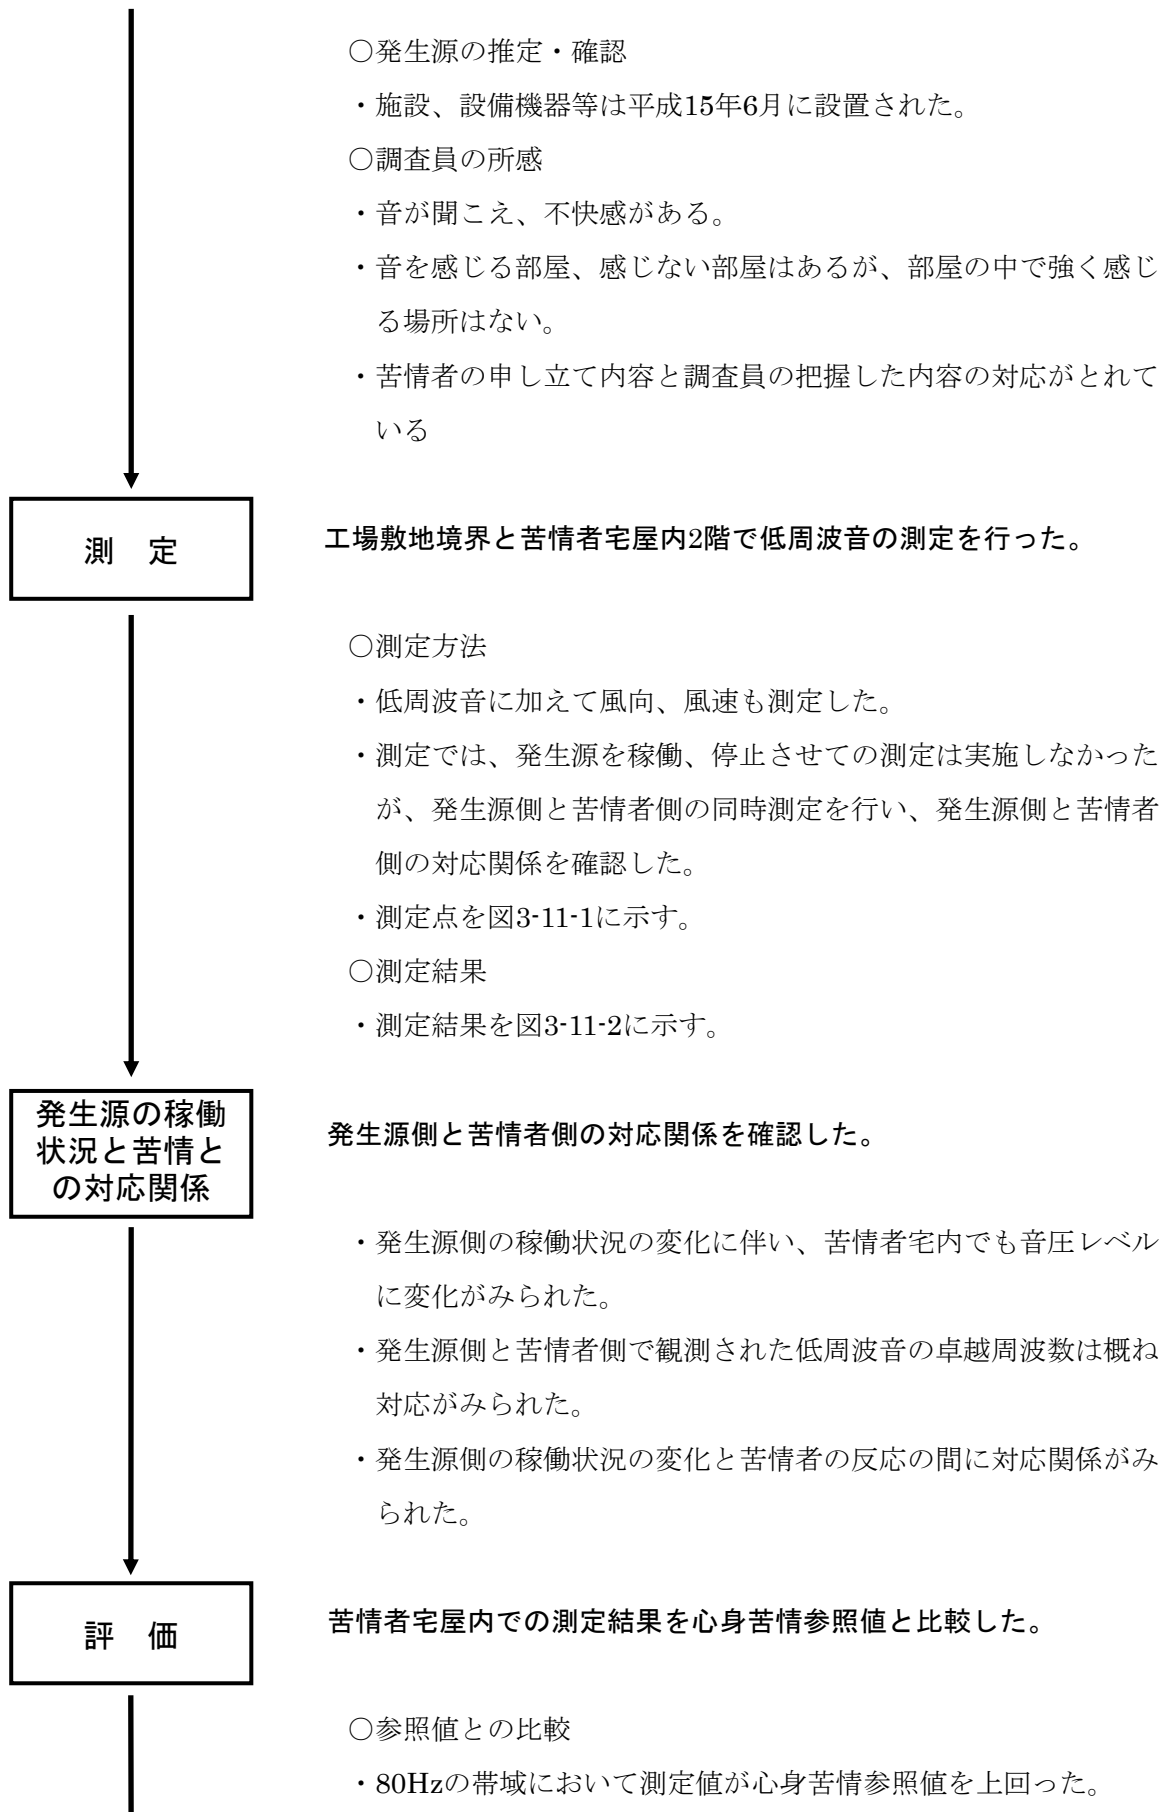 ○発生源の推定・確認
・施設、設備機器等は平成15年6月に設置された。
○調査員の所感
・音が聞こえ、不快感がある。
・音を感じる部屋、感じない部屋はあるが、部屋の中で強く感じ
る場所はない。
・苦情者の申し立て内容と調査員の把握した内容の対応がとれて
いる
測　定
工場敷地境界と苦情者宅屋内2階で低周波音の測定を行った。
○測定方法
・低周波音に加えて風向、風速も測定した。
・測定では、発生源を稼働、停止させての測定は実施しなかった
が、発生源側と苦情者側の同時測定を行い、発生源側と苦情者
側の対応関係を確認した。
・測定点を図3-11-1に示す。
○測定結果
・測定結果を図3-11-2に示す。
発生源の稼働
状況と苦情と
の対応関係
発生源側と苦情者側の対応関係を確認した。
・発生源側の稼働状況の変化に伴い、苦情者宅内でも音圧レベル
に変化がみられた。
・発生源側と苦情者側で観測された低周波音の卓越周波数は概ね
対応がみられた。
・発生源側の稼働状況の変化と苦情者の反応の間に対応関係がみ
られた。
評　価
苦情者宅屋内での測定結果を心身苦情参照値と比較した。
○参照値との比較
・80Hzの帯域において測定値が心身苦情参照値を上回った。